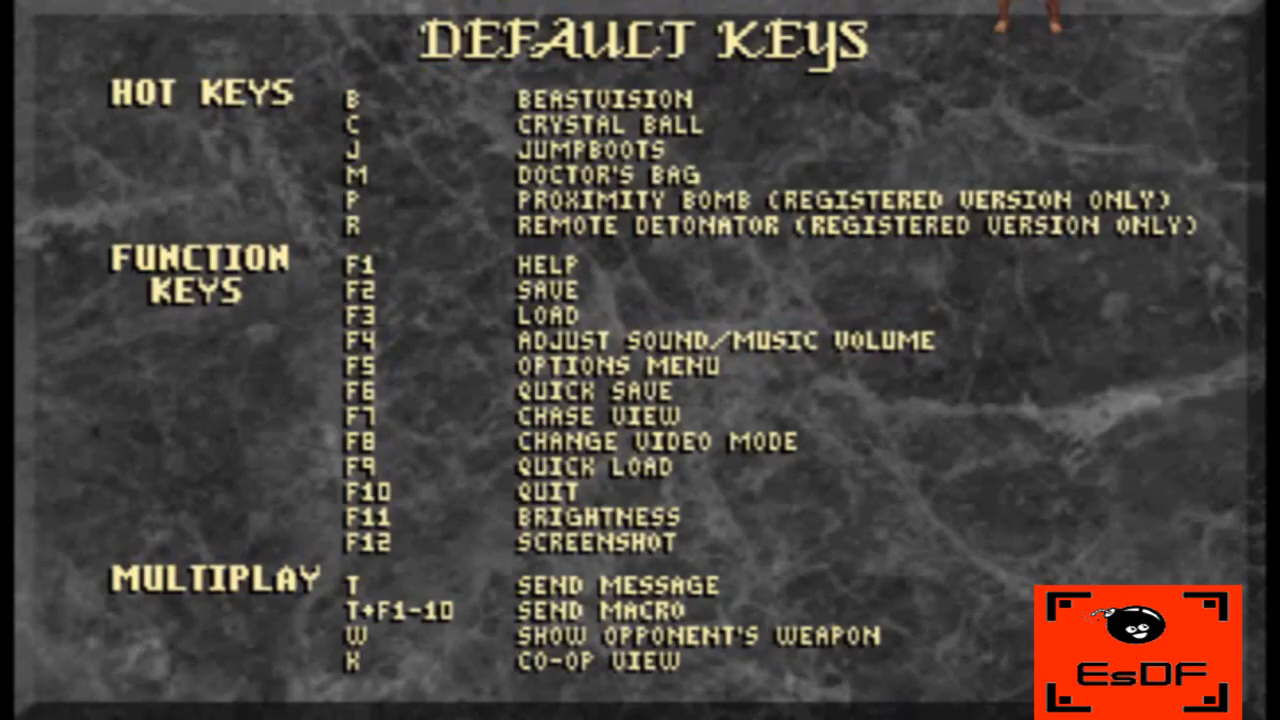 DEFAULT KEYS
HOT KEYS
B BEASTVISION
C CRYSTAL BALL
J JUMPBOOTS
M DOCTOR'S BAG
P PROXIMITY BOMB (REGISTERED VERSION ONLY)
R REMOTE DETONATOR (REGISTERED VERSION ONLY)
FUNCTION
KEYS
F1 HELP
F2 SAVE
F3 LOAD
F4 ADJUST SOUND/MUSIC VOLUME
F5 OPTIONS MENU
F6 QUICK SAVE
F7 CHASE VIEW
F8 CHANGE VIDEO MODE
F9 QUICK LOAD
F10 QUIT
F11 BRIGHTNESS
F12 SCREENSHOT
MULTIPLAY
T SEND MESSAGE
T+F1-10 SEND MACRO
W SHOW OPPONENT'S WEAPON
K CO-OP VIEW
EsDF